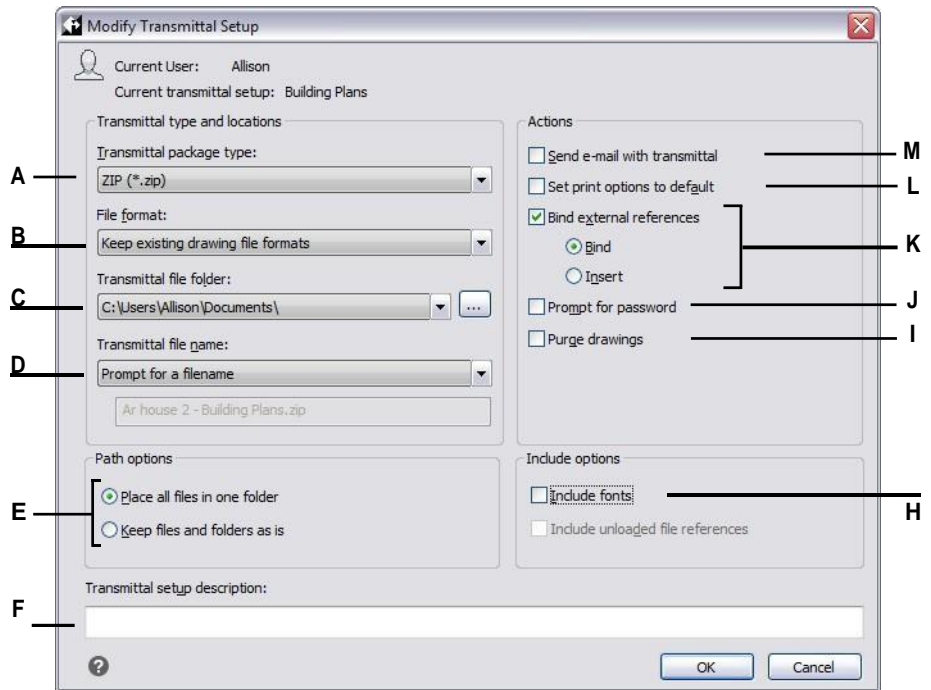 Modify Transmittal Setup
Current User: Allison
Current transmittal setup: Building Plans
Transmittal type and locations
Transmittal package type:
A
ZIP (*.zip)
File format:
B
Keep existing drawing file formats
Transmittal file folder:
C
C:\Users\Allison\Documents\
...
Transmittal file name:
D
Prompt for a filename
Ar house 2 - Building Plans.zip
Actions
Send e-mail with transmittal
M
Set print options to default
L
Bind external references
Bind
K
Insert
Prompt for password
J
Purge drawings
I
Path options
E
Place all files in one folder
Keep files and folders as is
Include options
Include fonts
H
Include unloaded file references
Transmittal setup description:
F
?
OK
Cancel